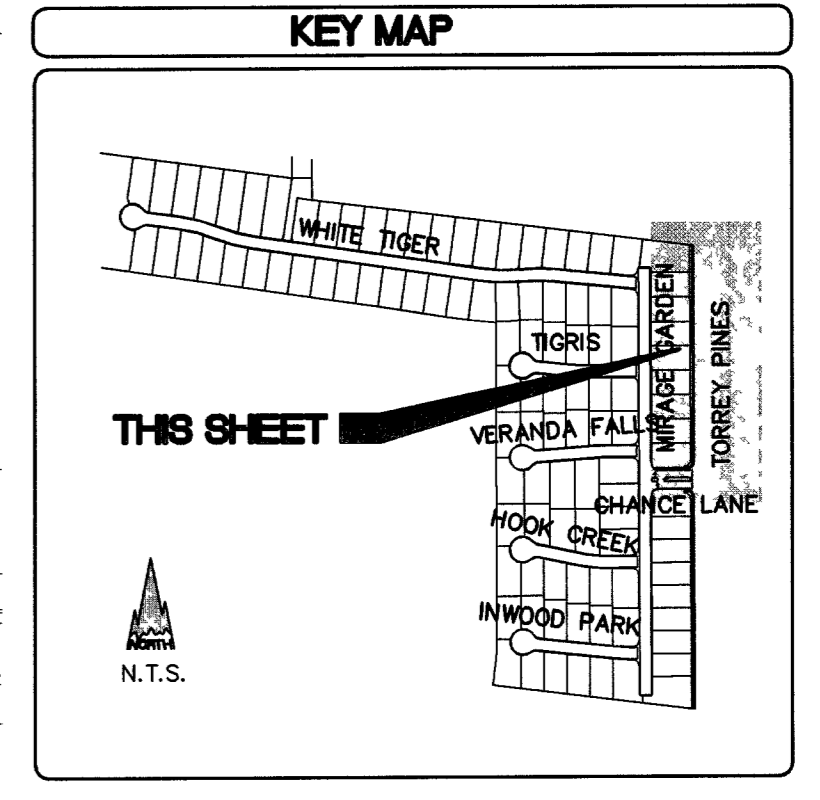 KEY MAP
WHITE TIGER
MIRAGE GARDEN
TORREY PINES
TIGRIS
THIS SHEET
VERANDA FALLS
CHANCE LANE
HOOK CREEK
INWOOD PARK
NORTH
N.T.S.